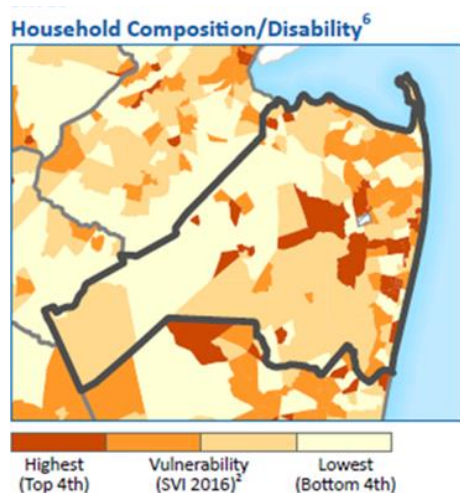 Household Composition/Disability⁶
Highest
(Top 4th)
Vulnerability
(SVI 2016)²
Lowest
(Bottom 4th)